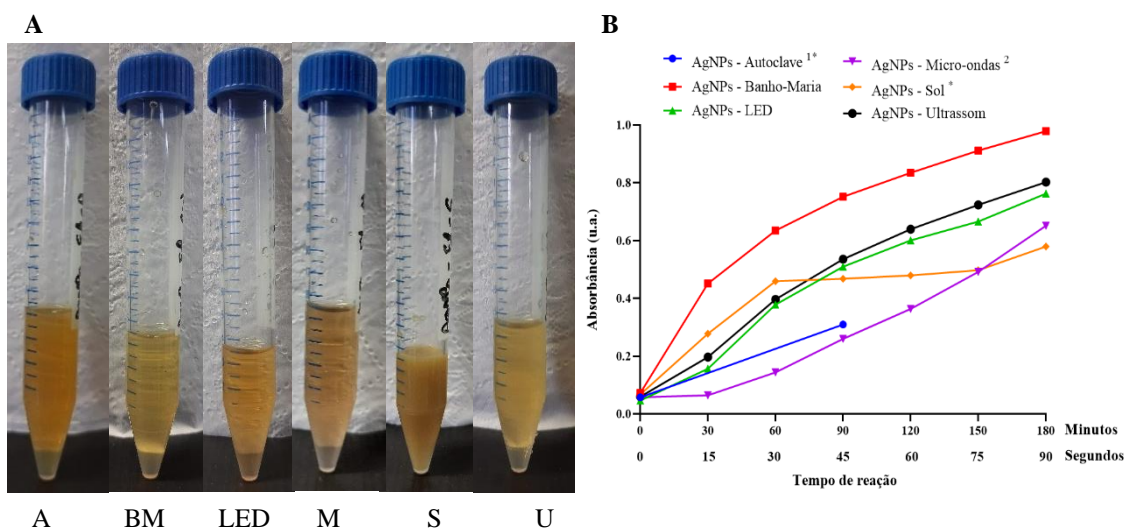 A
B
AgNPs - Autoclave 1*
AgNPs - Banho-Maria
AgNPs - LED
AgNPs - Micro-ondas 2
AgNPs - Sol *
AgNPs - Ultrassom
Absorbância (u.a.)
1.0
0.8
0.6
0.4
0.2
0.0
0 30 60 90 120 150 180 Minutos
0 15 30 45 60 75 90 Segundos
Tempo de reação
A BM LED M S U